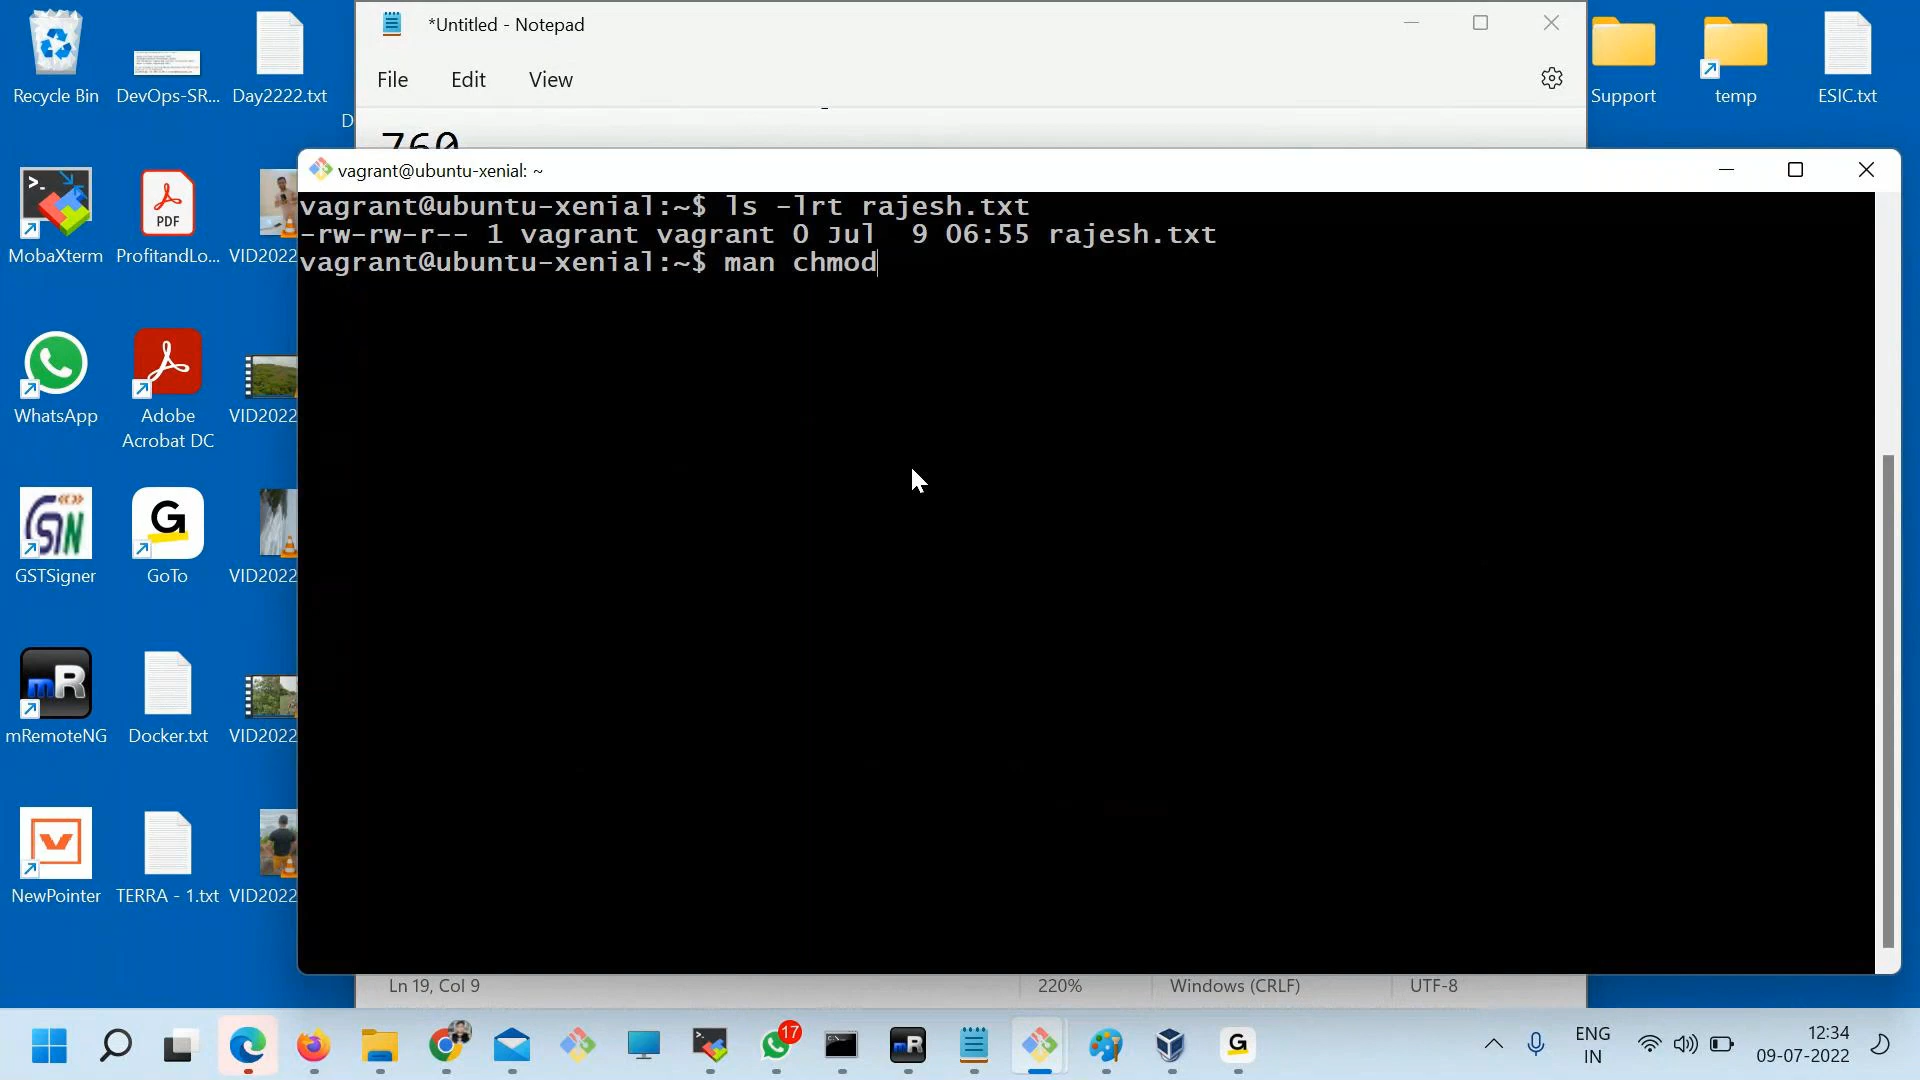 *Untitled - Notepad
File Edit View
760
vagrant@ubuntu-xenial: ~
vagrant@ubuntu-xenial:~$ ls -lrt rajesh.txt
-rw-rw-r-- 1 vagrant vagrant 0 Jul  9 06:55 rajesh.txt
vagrant@ubuntu-xenial:~$ man chmod
Ln 19, Col 9 220% Windows (CRLF) UTF-8
Recycle Bin DevOps-SR... Day2222.txt D
Support temp ESIC.txt
MobaXterm ProfitandLo... VID2022
PDF
WhatsApp Adobe Acrobat DC VID2022
GSTSigner GoTo VID2022
mRemoteNG Docker.txt VID2022
NewPointer TERRA - 1.txt VID2022
17
ENG
IN
12:34
09-07-2022